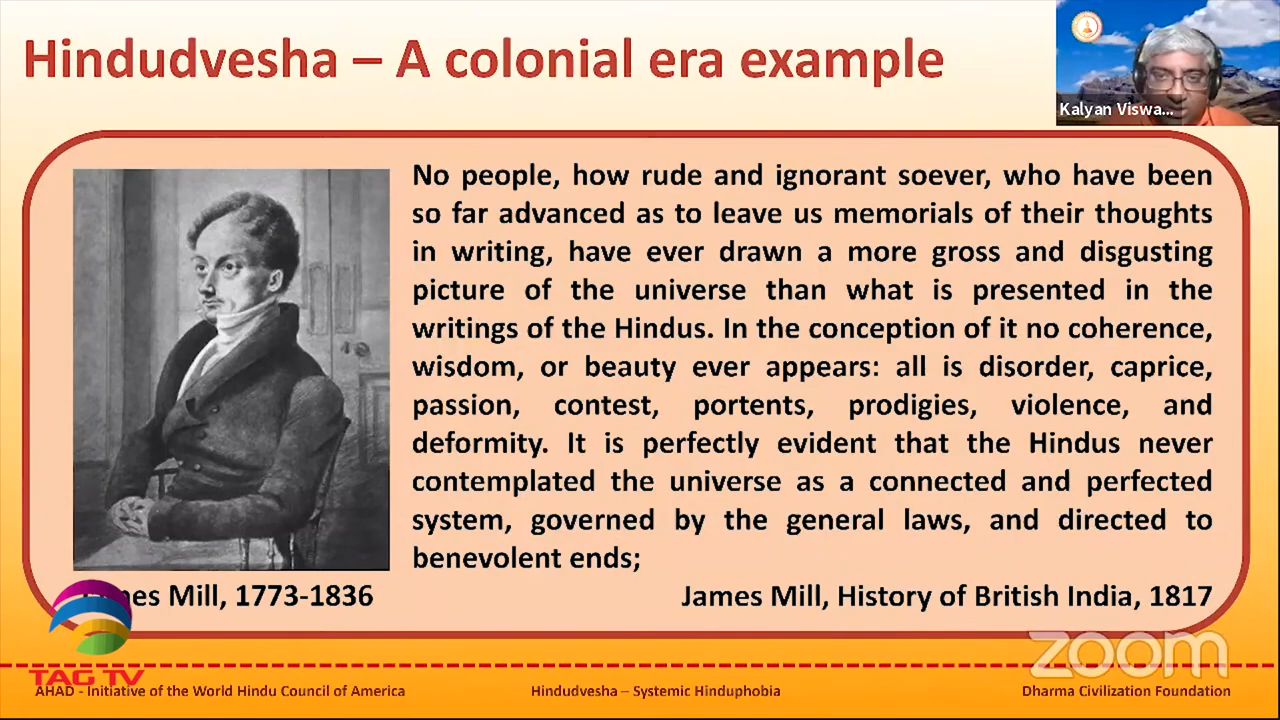 Hindudvesha – A colonial era example
Kalyan Viswa...
No people, how rude and ignorant soever, who have been
so far advanced as to leave us memorials of their thoughts
in writing, have ever drawn a more gross and disgusting
picture of the universe than what is presented in the
writings of the Hindus. In the conception of it no coherence,
wisdom, or beauty ever appears: all is disorder, caprice,
passion, contest, portents, prodigies, violence, and
deformity. It is perfectly evident that the Hindus never
contemplated the universe as a connected and perfected
system, governed by the general laws, and directed to
benevolent ends;
Mill, 1773-1836
James Mill, History of British India, 1817
zoom
TAG TV
AHAD - Initiative of the World Hindu Council of America
Hindudvesha – Systemic Hinduphobia
Dharma Civilization Foundation